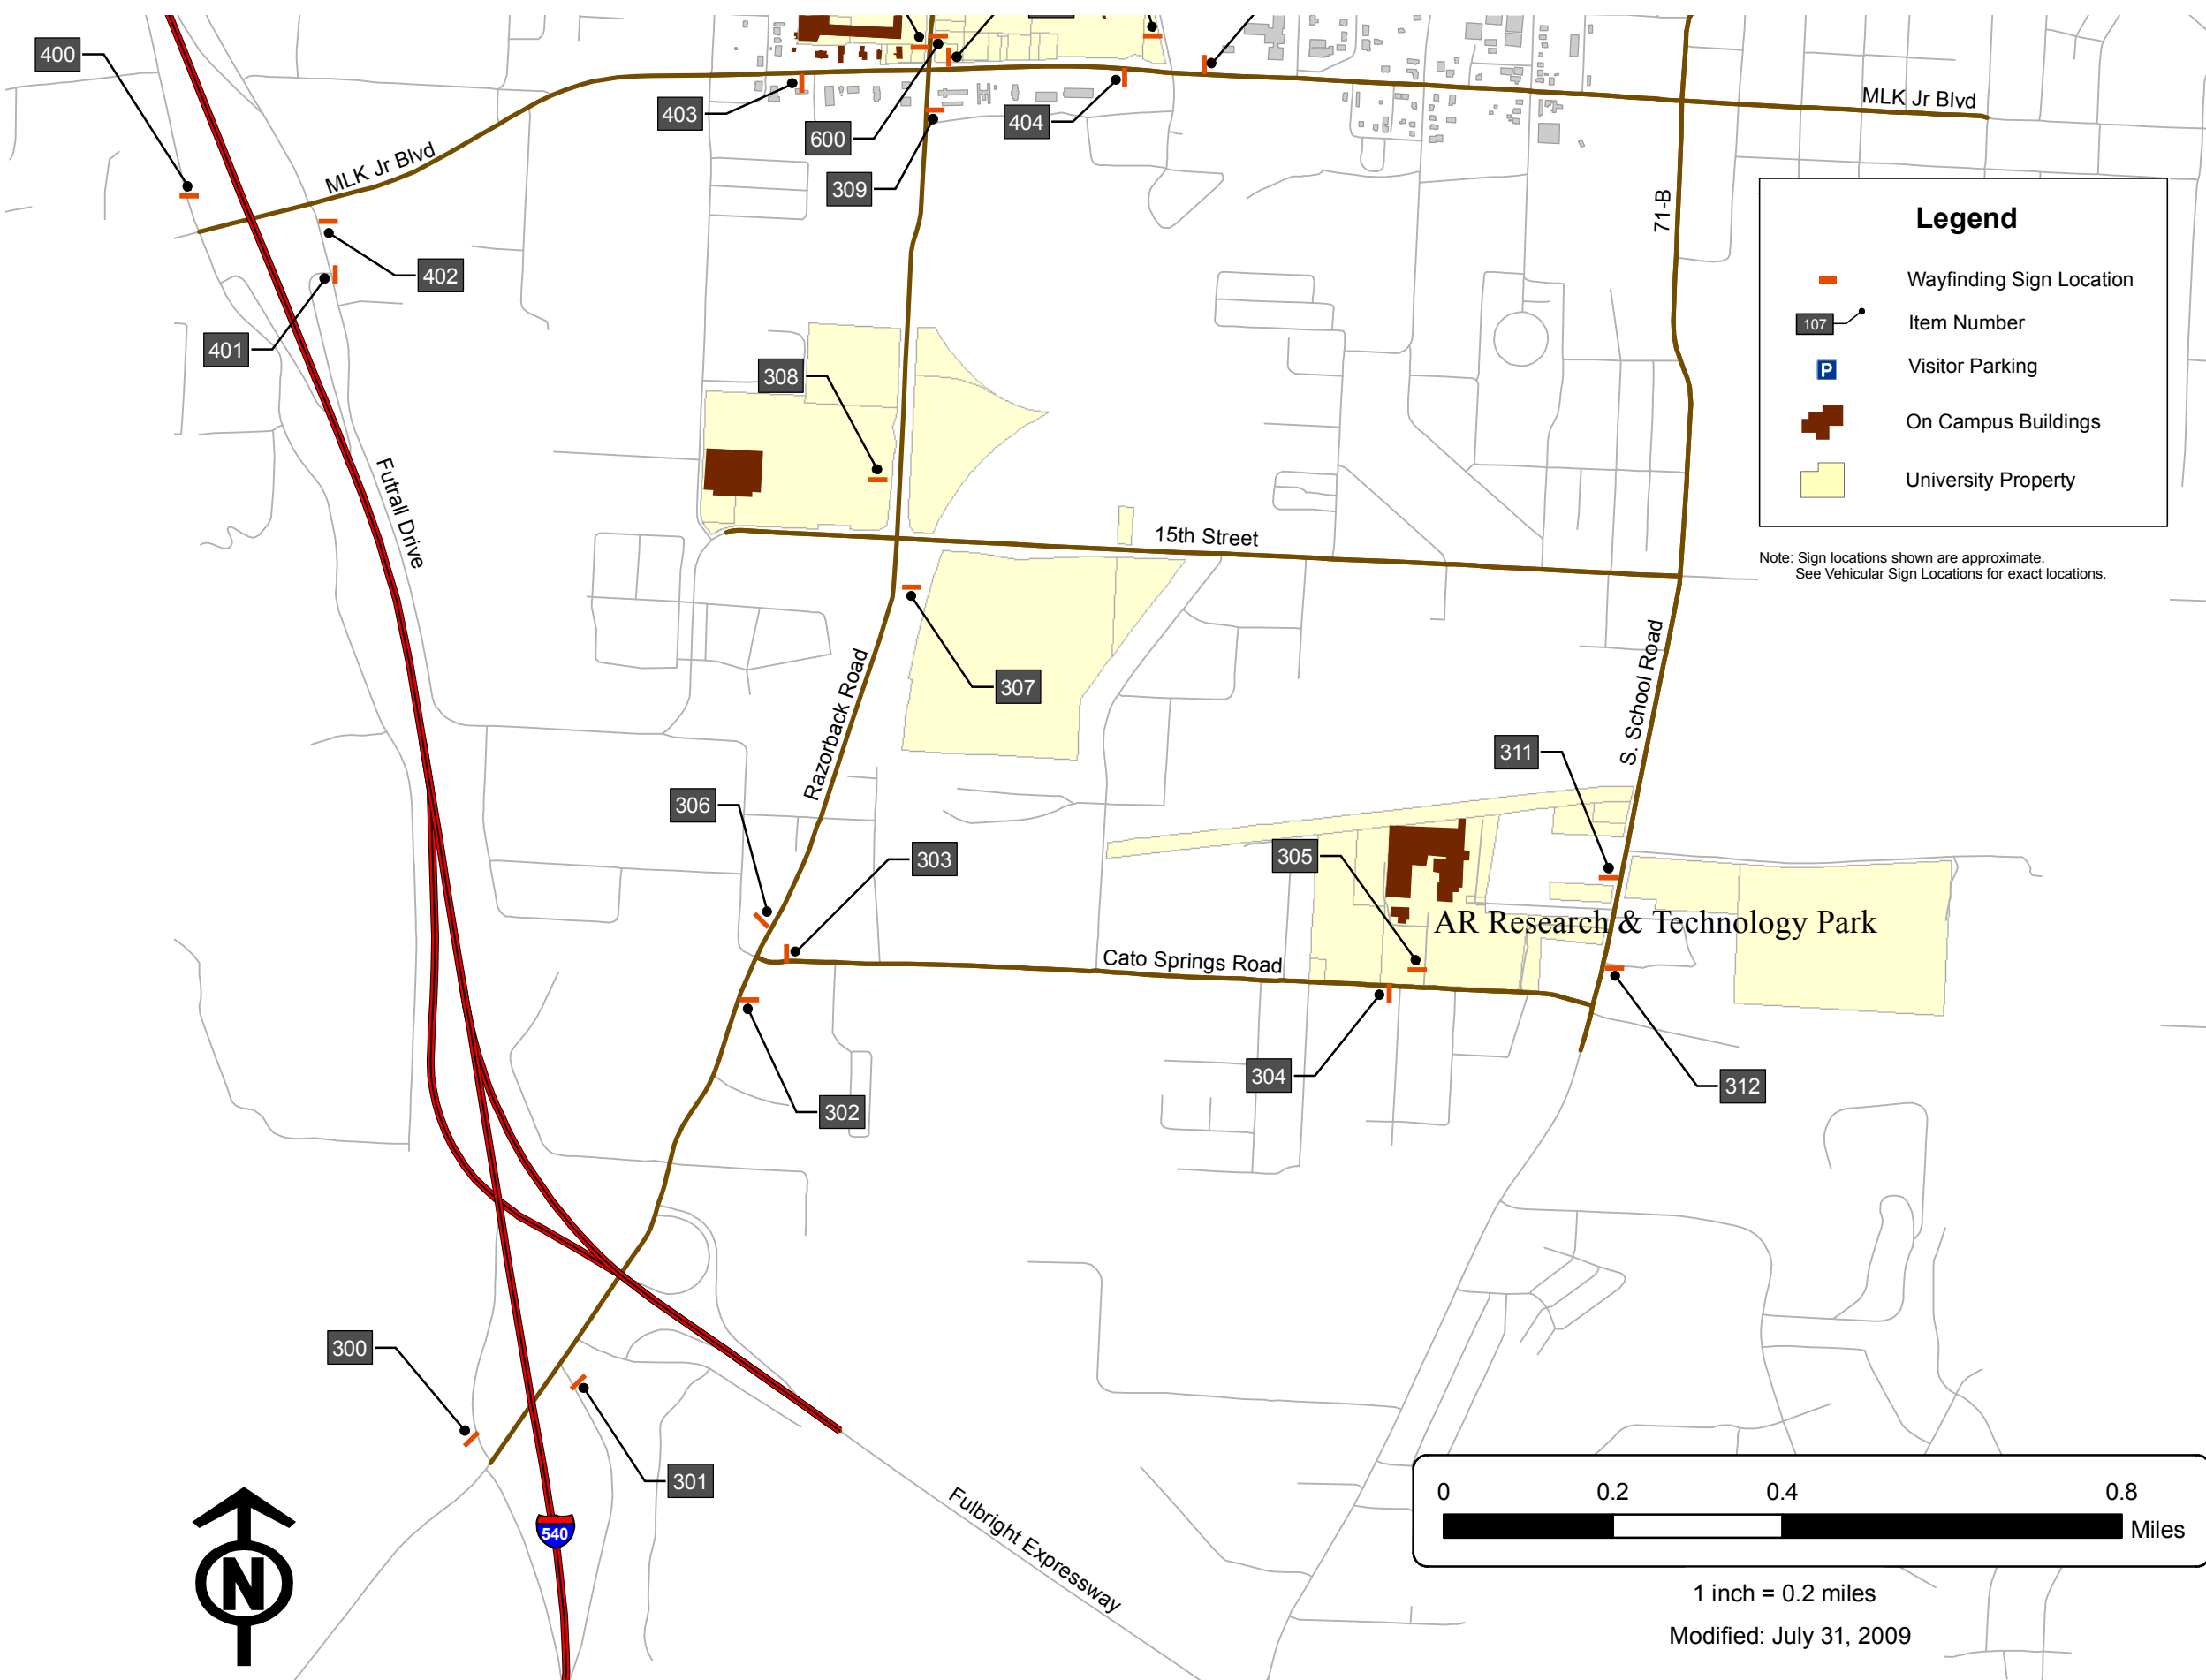 400
403
600
404
MLK Jr Blvd
MLK Jr Blvd
309
71-B
402
401
Legend
Wayfinding Sign Location
107
Item Number
P
Visitor Parking
On Campus Buildings
University Property
308
Futrall Drive
15th Street
Note: Sign locations shown are approximate.
See Vehicular Sign Locations for exact locations.
307
Razorback Road
S. School Road
311
306
303
305
AR Research & Technology Park
Cato Springs Road
304
312
302
300
301
540
Fulbright Expressway
N
0 0.2 0.4 0.8
Miles
1 inch = 0.2 miles
Modified: July 31, 2009